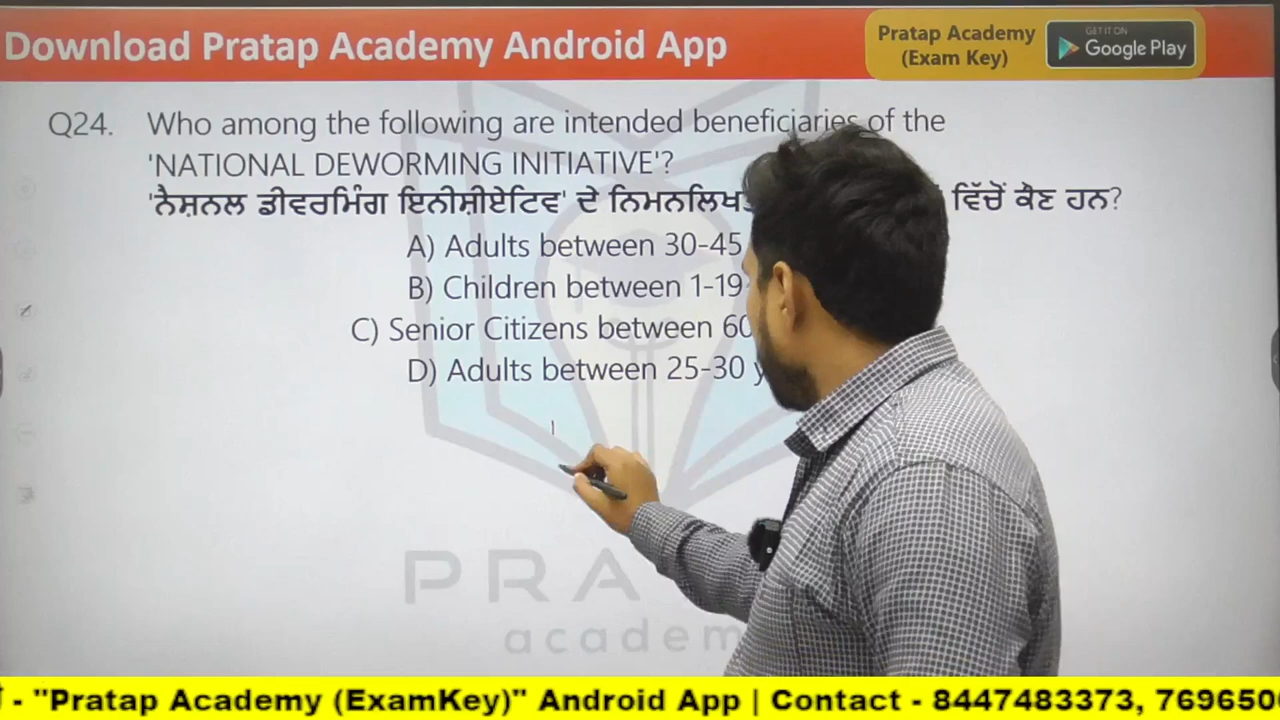 Download Pratap Academy Android App
Pratap Academy
(Exam Key)
GET IT ON
Google Play
Q24. Who among the following are intended beneficiaries of the
'NATIONAL DEWORMING INITIATIVE'?
'ਨੈਸ਼ਨਲ ਡੀਵਰਮਿੰਗ ਇਨੀਸ਼ੀਏਟਿਵ' ਦੇ ਵਿੱਚੋਂ ਕੌਣ ਹਨ?
A) Adults between 30-45
B) Children between 1-19
C) Senior Citizens between 60
D) Adults between 25-30
PRA
academ
- "Pratap Academy (ExamKey)" Android App | Contact - 8447483373, 769650